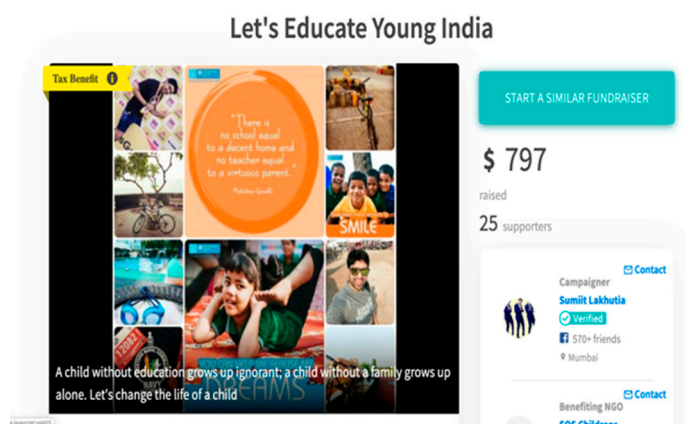 Let's Educate Young India
Tax Benefit
START A SIMILAR FUNDRAISER
"There is
no school equal
to a decent home and
no teacher equal
to a virtuous parent."
Mahatma Gandhi
SMILE
DREAMS
12082
NAVY
A child without education grows up ignorant; a child without a family grows up
alone. Let's change the life of a child
$ 797
raised
25 supporters
Contact
Campaigner
Sumiit Lakhutia
Verified
570+ friends
Mumbai
Contact
Benefiting NGO